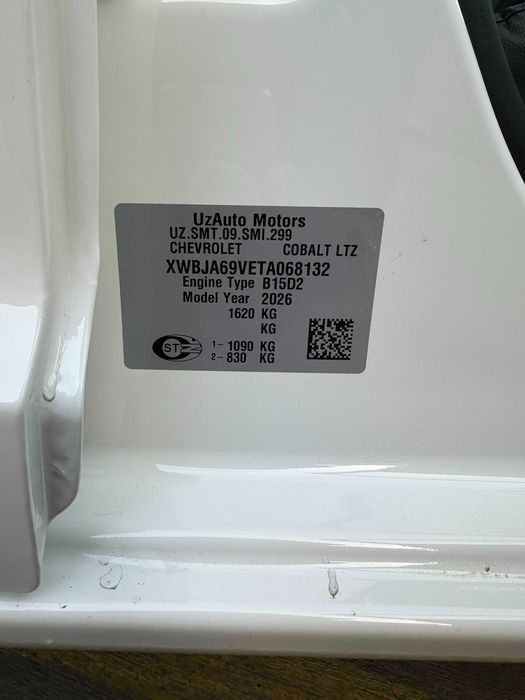 UzAuto Motors
UZ.SMT.09.SMI.299
CHEVROLET COBALT LTZ
XWBJA69VETA068132
Engine Type B15D2
Model Year 2026
1620 KG
KG
ST
1- 1090 KG
2- 830 KG